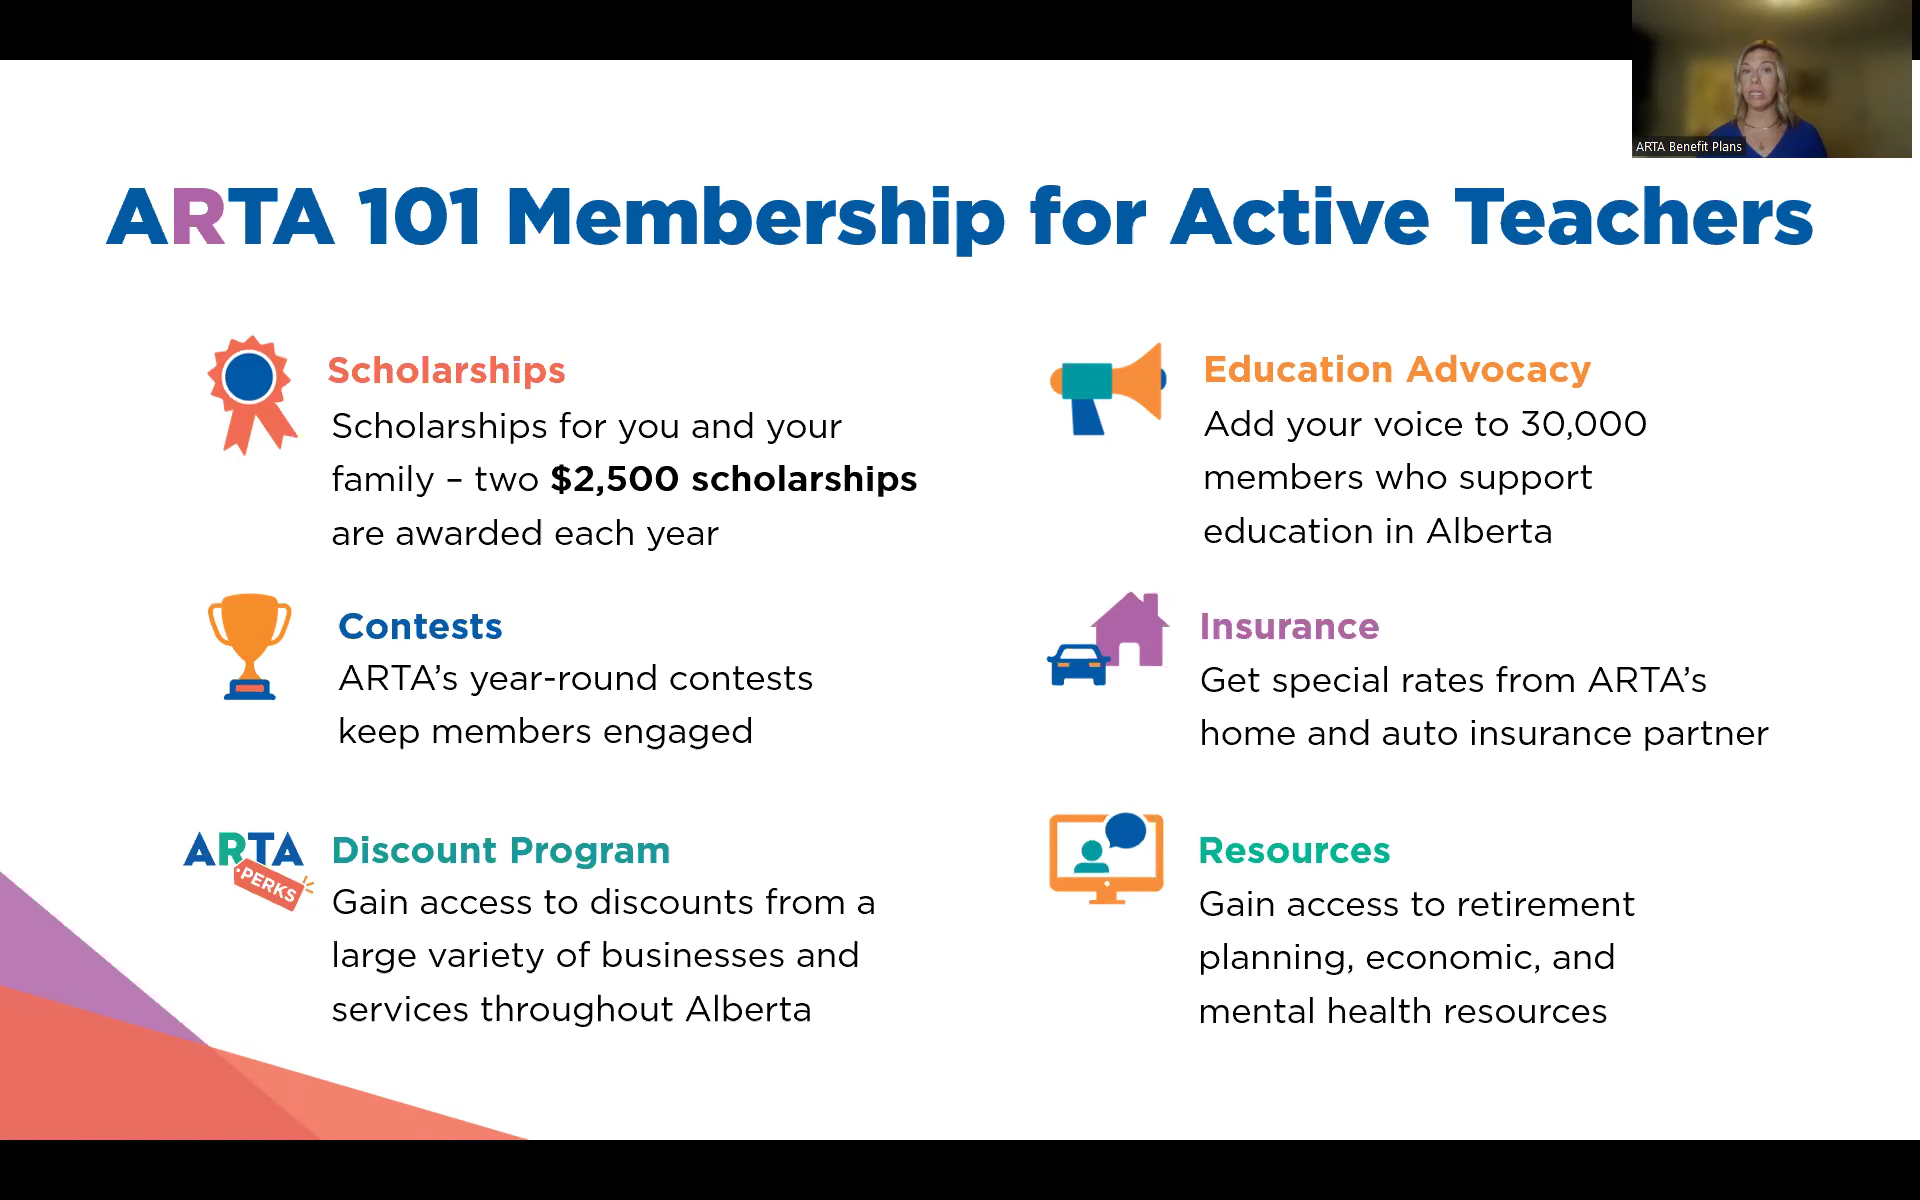 ARTA Benefit Plans
ARTA 101 Membership for Active Teachers
Scholarships
Scholarships for you and your
family – two $2,500 scholarships
are awarded each year
Education Advocacy
Add your voice to 30,000
members who support
education in Alberta
Contests
ARTA’s year-round contests
keep members engaged
Insurance
Get special rates from ARTA’s
home and auto insurance partner
ARTA
PERKS
Discount Program
Gain access to discounts from a
large variety of businesses and
services throughout Alberta
Resources
Gain access to retirement
planning, economic, and
mental health resources